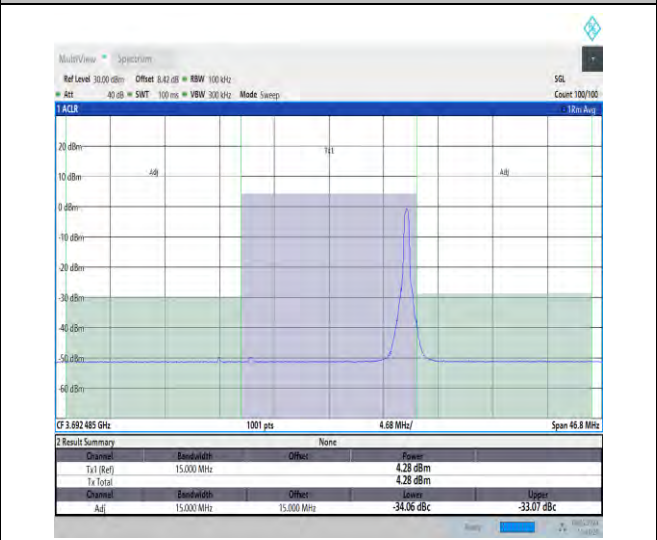 MultiView Spectrum
Ref Level 30.00 dBm Offset 8.42 dB RBW 100 kHz SGL
Att 40 dB SWT 100 ms VBW 300 kHz Mode Sweep Count 100/100
1 ACLR 1Rm Avg
20 dBm
Tx1
Adj Adj
10 dBm
0 dBm
-10 dBm
-20 dBm
-30 dBm
-40 dBm
-50 dBm
-60 dBm
CF 3.692 485 GHz 1001 pts 4.68 MHz/ Span 46.8 MHz
2 Result Summary None
Channel Bandwidth Offset Power
Tx1 (Ref) 15.000 MHz 4.28 dBm
Tx Total 4.28 dBm
Channel Bandwidth Offset Lower Upper
Adj 15.000 MHz 15.000 MHz -34.06 dBc -33.07 dBc
Ready